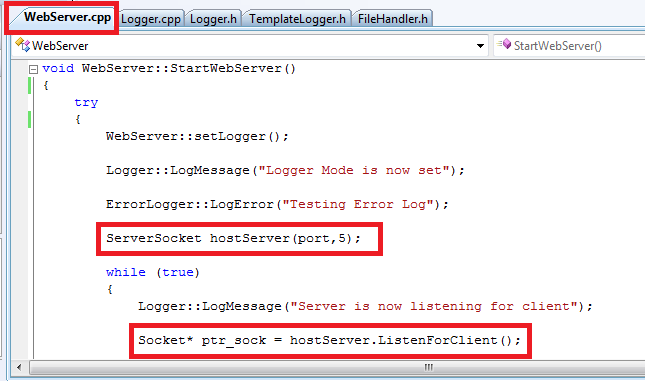 WebServer.cpp Logger.cpp Logger.h TemplateLogger.h FileHandler.h
WebServer StartWebServer()
void WebServer::StartWebServer()
{
try
{
WebServer::setLogger();
Logger::LogMessage("Logger Mode is now set");
ErrorLogger::LogError("Testing Error Log");
ServerSocket hostServer(port,5);
while (true)
{
Logger::LogMessage("Server is now listening for client");
Socket* ptr_sock = hostServer.ListenForClient();